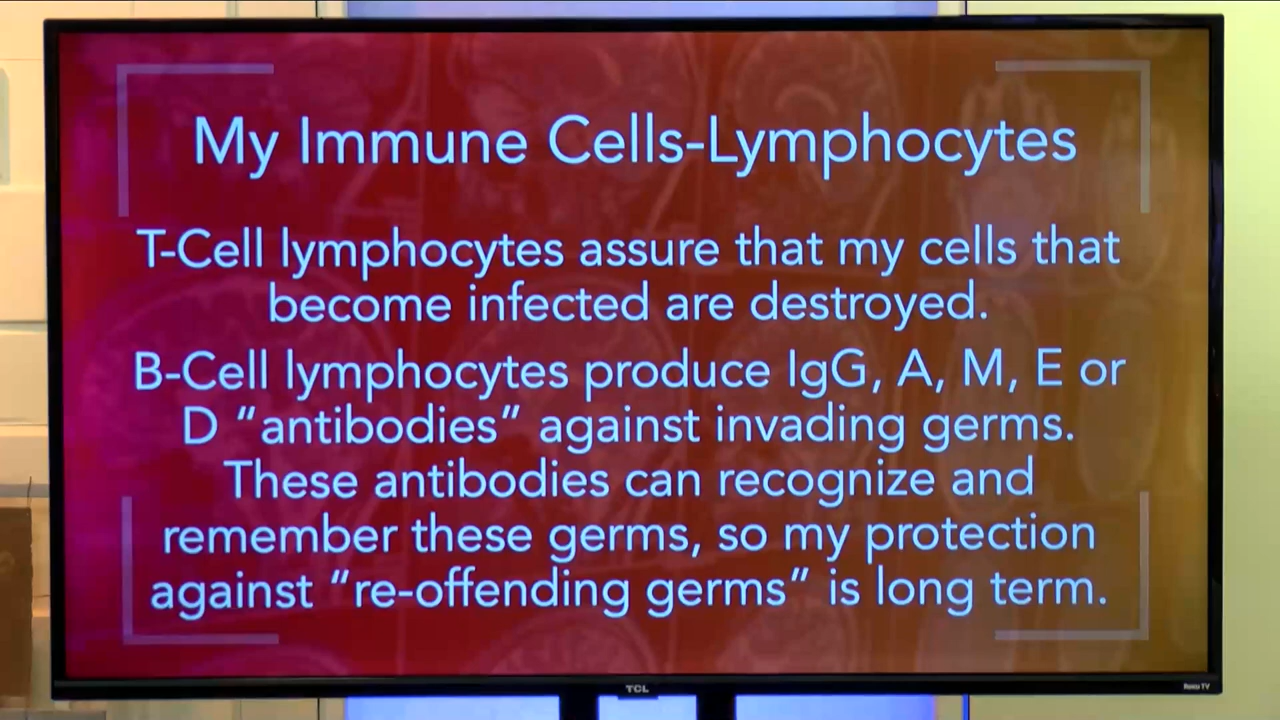 My Immune Cells-Lymphocytes
T-Cell lymphocytes assure that my cells that
become infected are destroyed.
B-Cell lymphocytes produce IgG, A, M, E or
D “antibodies” against invading germs.
These antibodies can recognize and
remember these germs, so my protection
against “re-offending germs” is long term.
TCL
Roku TV